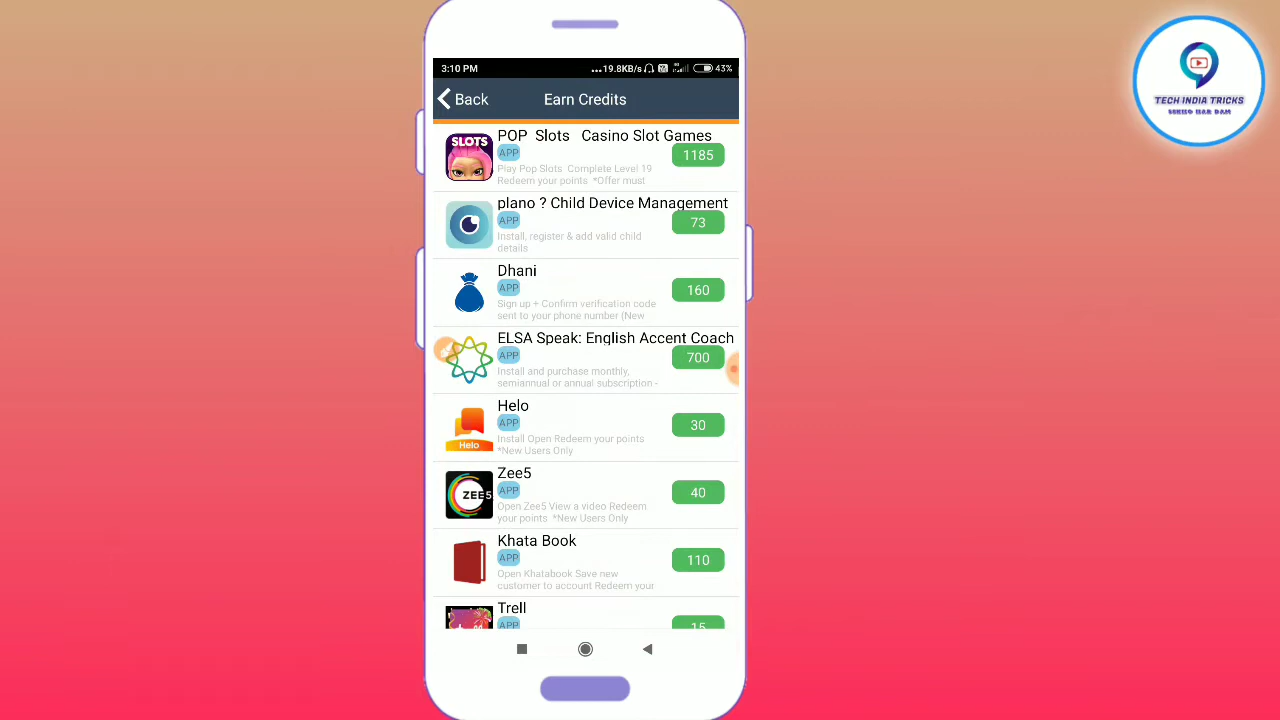 3:10 PM
...19.8KB/s
43%
Back
Earn Credits
POP Slots Casino Slot Games
APP
1185
Play Pop Slots Complete Level 19
Redeem your points *Offer must
SLOTS
plano ? Child Device Management
APP
73
Install, register & add valid child
details
Dhani
APP
160
Sign up + Confirm verification code
sent to your phone number (New
ELSA Speak: English Accent Coach
APP
700
Install and purchase monthly,
semiannual or annual subscription -
Helo
APP
30
Install Open Redeem your points
*New Users Only
Helo
Zee5
APP
40
Open Zee5 View a video Redeem
your points *New Users Only
ZEE5
Khata Book
APP
110
Open Khatabook Save new
customer to account Redeem your
Trell
APP
15
TECH INDIA TRICKS
SIKHO HAR DAM